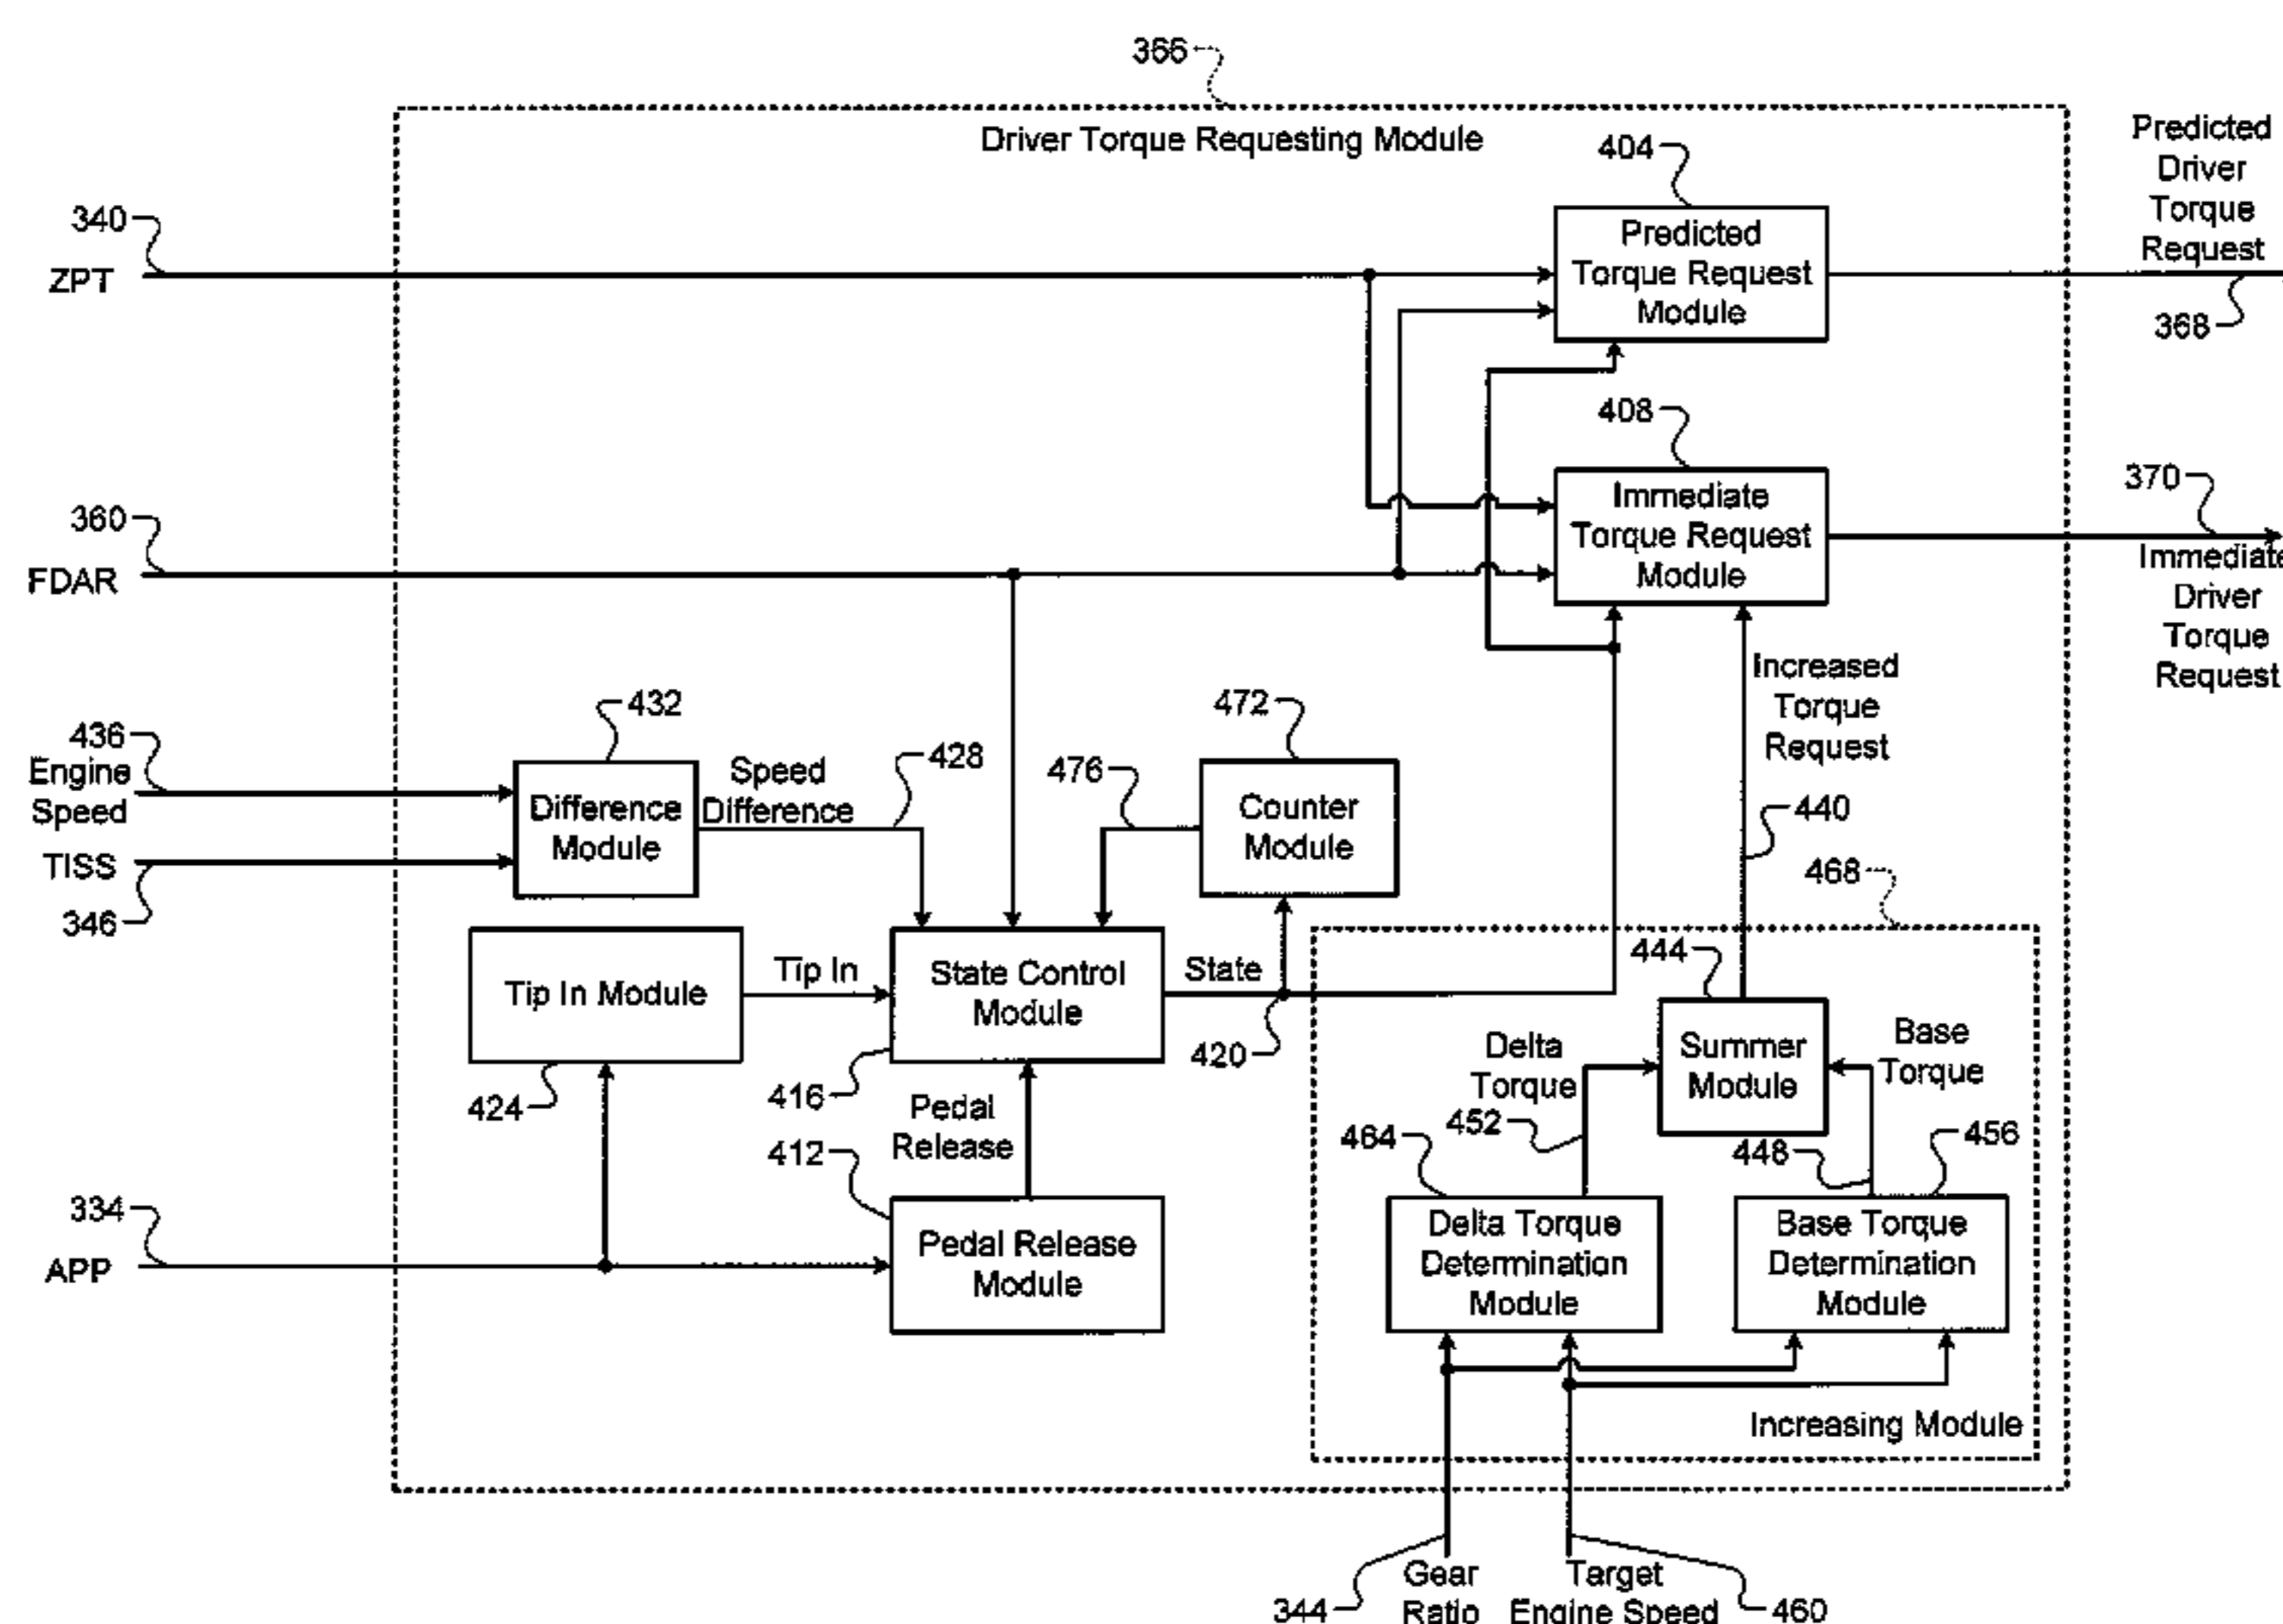 366
Driver Torque Requesting Module
Predicted
Driver
Torque
Request
368
404
Predicted
Torque Request
Module
340
ZPT
408
Immediate
Torque Request
Module
370
Immediate
Driver
Torque
Request
360
FDAR
Increased
Torque
Request
440
436
Engine
Speed
TISS
346
432
Difference
Module
Speed
Difference
428
472
476
Counter
Module
468
Tip In Module
424
Tip In
State Control
Module
416
State
420
444
Summer
Module
Delta
Torque
452
Base
Torque
448
456
464
Pedal
Release
412
Pedal Release
Module
334
APP
Delta Torque
Determination
Module
Base Torque
Determination
Module
Increasing Module
344
Gear
Ratio
Target
Engine Speed
460